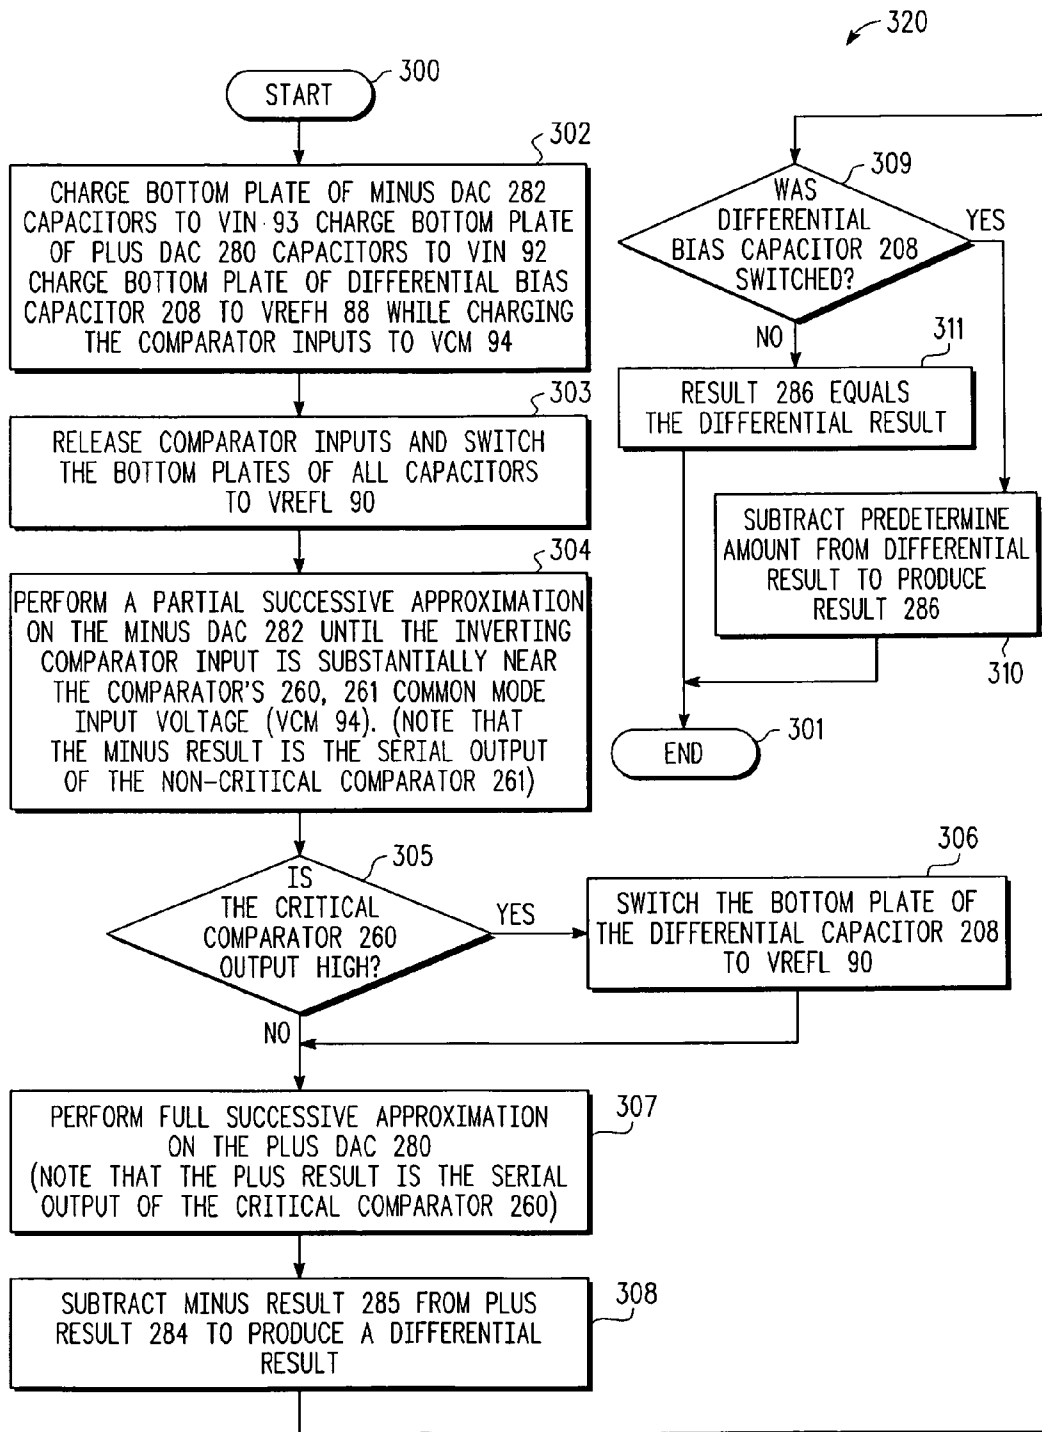 320
START
300
302
CHARGE BOTTOM PLATE OF MINUS DAC 282
CAPACITORS TO VIN 93 CHARGE BOTTOM PLATE
OF PLUS DAC 280 CAPACITORS TO VIN 92
CHARGE BOTTOM PLATE OF DIFFERENTIAL BIAS
CAPACITOR 208 TO VREFH 88 WHILE CHARGING
THE COMPARATOR INPUTS TO VCM 94
303
RELEASE COMPARATOR INPUTS AND SWITCH
THE BOTTOM PLATES OF ALL CAPACITORS
TO VREFL 90
304
PERFORM A PARTIAL SUCCESSIVE APPROXIMATION
ON THE MINUS DAC 282 UNTIL THE INVERTING
COMPARATOR INPUT IS SUBSTANTIALLY NEAR
THE COMPARATOR'S 260, 261 COMMON MODE
INPUT VOLTAGE (VCM 94). (NOTE THAT
THE MINUS RESULT IS THE SERIAL OUTPUT
OF THE NON-CRITICAL COMPARATOR 261)
305
IS
THE CRITICAL
COMPARATOR 260
OUTPUT HIGH?
YES
NO
306
SWITCH THE BOTTOM PLATE OF
THE DIFFERENTIAL CAPACITOR 208
TO VREFL 90
307
PERFORM FULL SUCCESSIVE APPROXIMATION
ON THE PLUS DAC 280
(NOTE THAT THE PLUS RESULT IS THE SERIAL
OUTPUT OF THE CRITICAL COMPARATOR 260)
308
SUBTRACT MINUS RESULT 285 FROM PLUS
RESULT 284 TO PRODUCE A DIFFERENTIAL
RESULT
309
WAS
DIFFERENTIAL
BIAS CAPACITOR 208
SWITCHED?
YES
NO
311
RESULT 286 EQUALS
THE DIFFERENTIAL RESULT
SUBTRACT PREDETERMINE
AMOUNT FROM DIFFERENTIAL
RESULT TO PRODUCE
RESULT 286
310
END
301